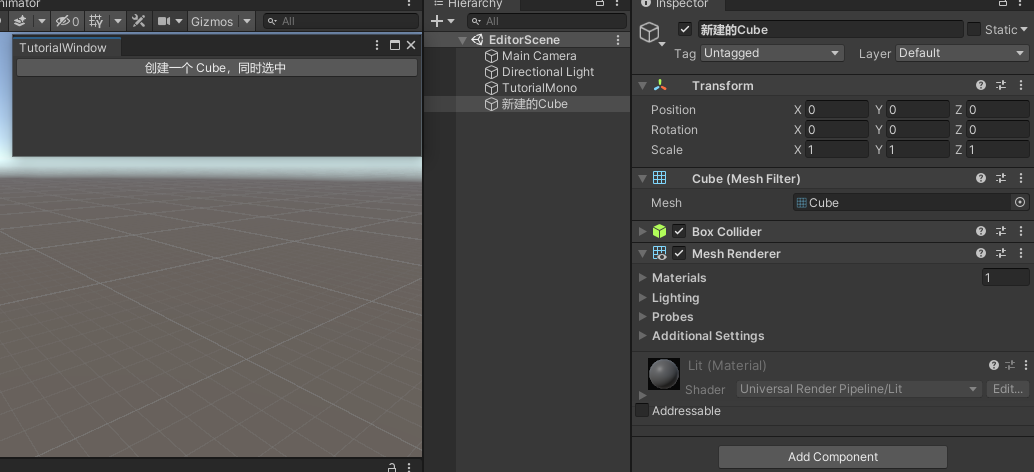 nimator
0
Gizmos
All
TutorialWindow
创建一个 Cube，同时选中
Hierarchy
All
EditorScene
Main Camera
Directional Light
TutorialMono
新建的Cube
Inspector
新建的Cube
Static
Tag Untagged Layer Default
Transform
Position X 0 Y 0 Z 0
Rotation X 0 Y 0 Z 0
Scale X 1 Y 1 Z 1
Cube (Mesh Filter)
Mesh Cube
Box Collider
Mesh Renderer
Materials 1
Lighting
Probes
Additional Settings
Lit (Material)
Shader Universal Render Pipeline/Lit Edit...
Addressable
Add Component